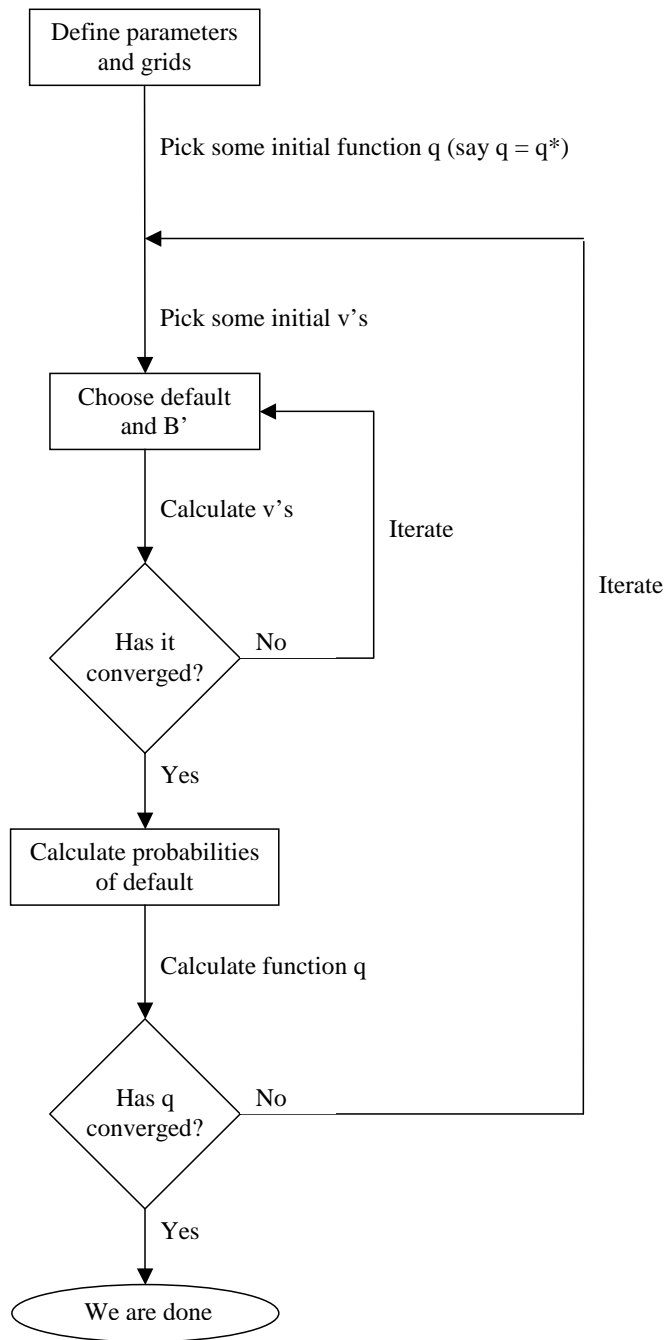 Define parameters
and grids
Pick some initial function q (say q = q*)
Pick some initial v’s
Choose default
and B’
Calculate v’s
Iterate
Iterate
Has it
converged?
No
Yes
Calculate probabilities
of default
Calculate function q
Has q
converged?
No
Yes
We are done